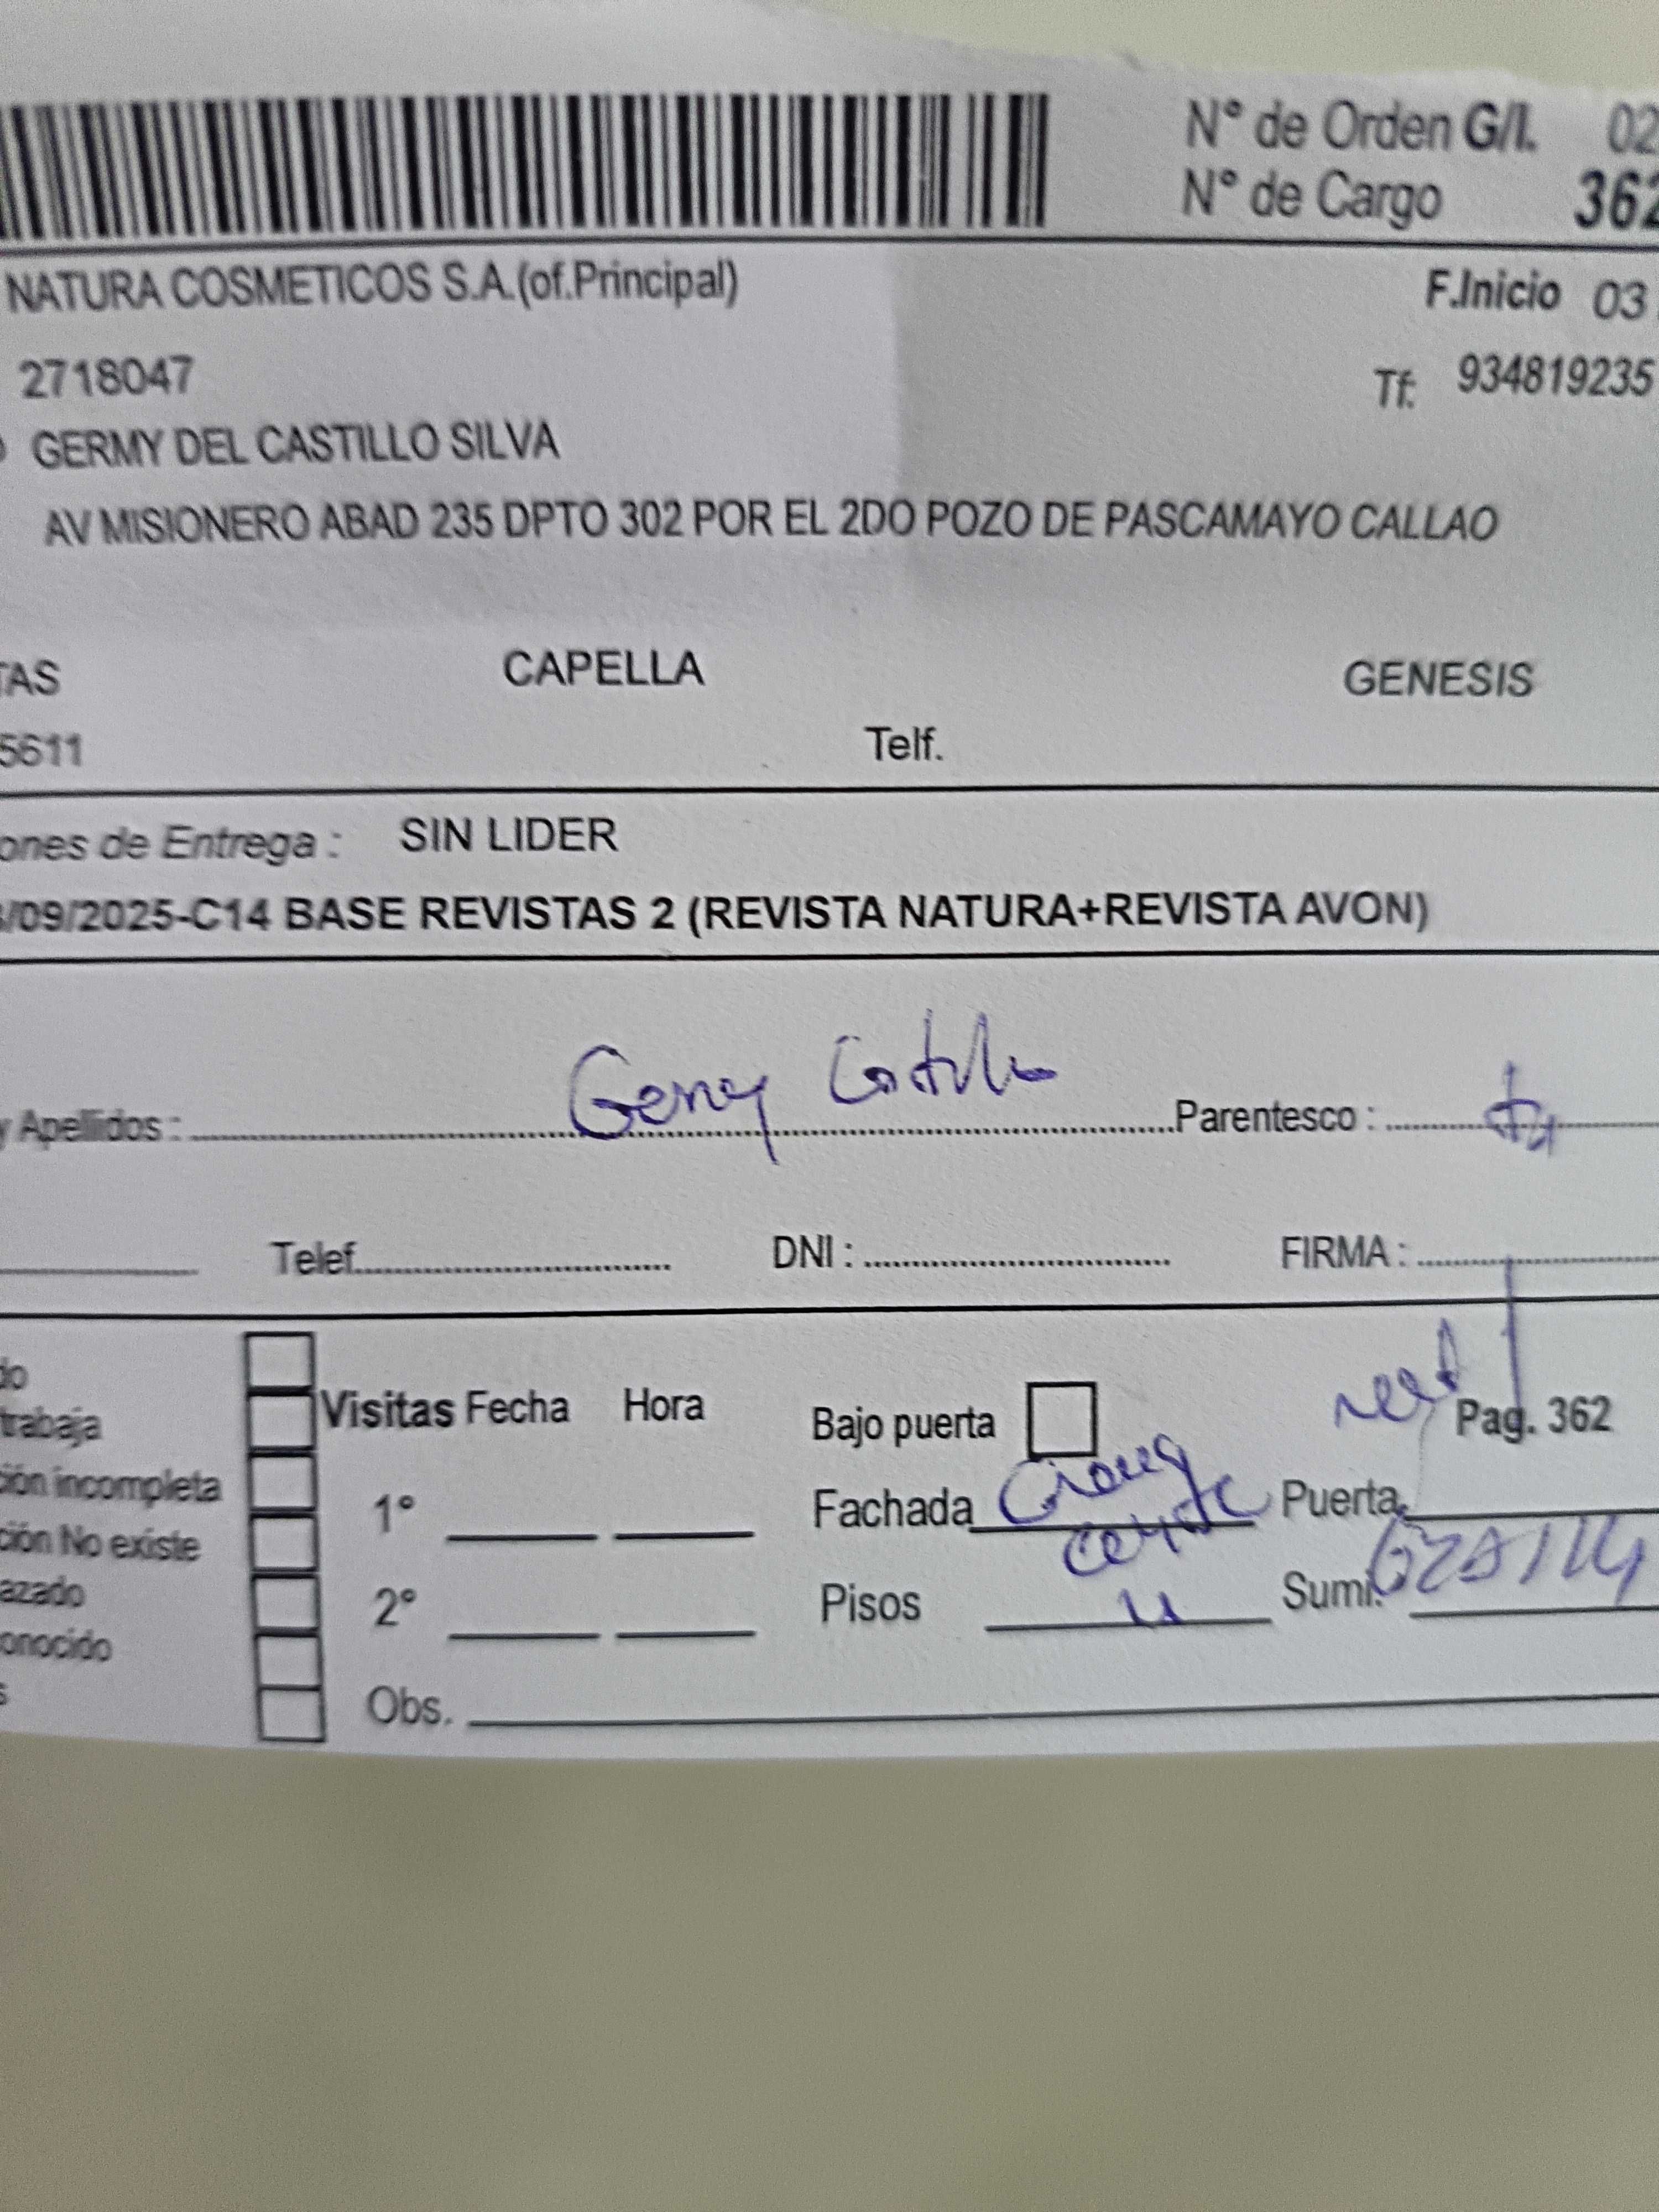 N° de Orden G/I. 02
N° de Cargo 362
NATURA COSMETICOS S.A.(of.Principal) F.Inicio 03
2718047 Tf: 934819235
GERMY DEL CASTILLO SILVA
AV MISIONERO ABAD 235 DPTO 302 POR EL 2DO POZO DE PASCAMAYO CALLAO
TAS CAPELLA GENESIS
5611 Telf.
ones de Entrega : SIN LIDER
/09/2025-C14 BASE REVISTAS 2 (REVISTA NATURA+REVISTA AVON)
y Apellidos : Germy Castillo Parentesco :
Telef. DNI : FIRMA :
do
trabaja Visitas Fecha Hora Bajo puerta Pag. 362
ción incompleta 1° Fachada Puerta
ción No existe
azado 2° Pisos Sumi.
onocido
s Obs.